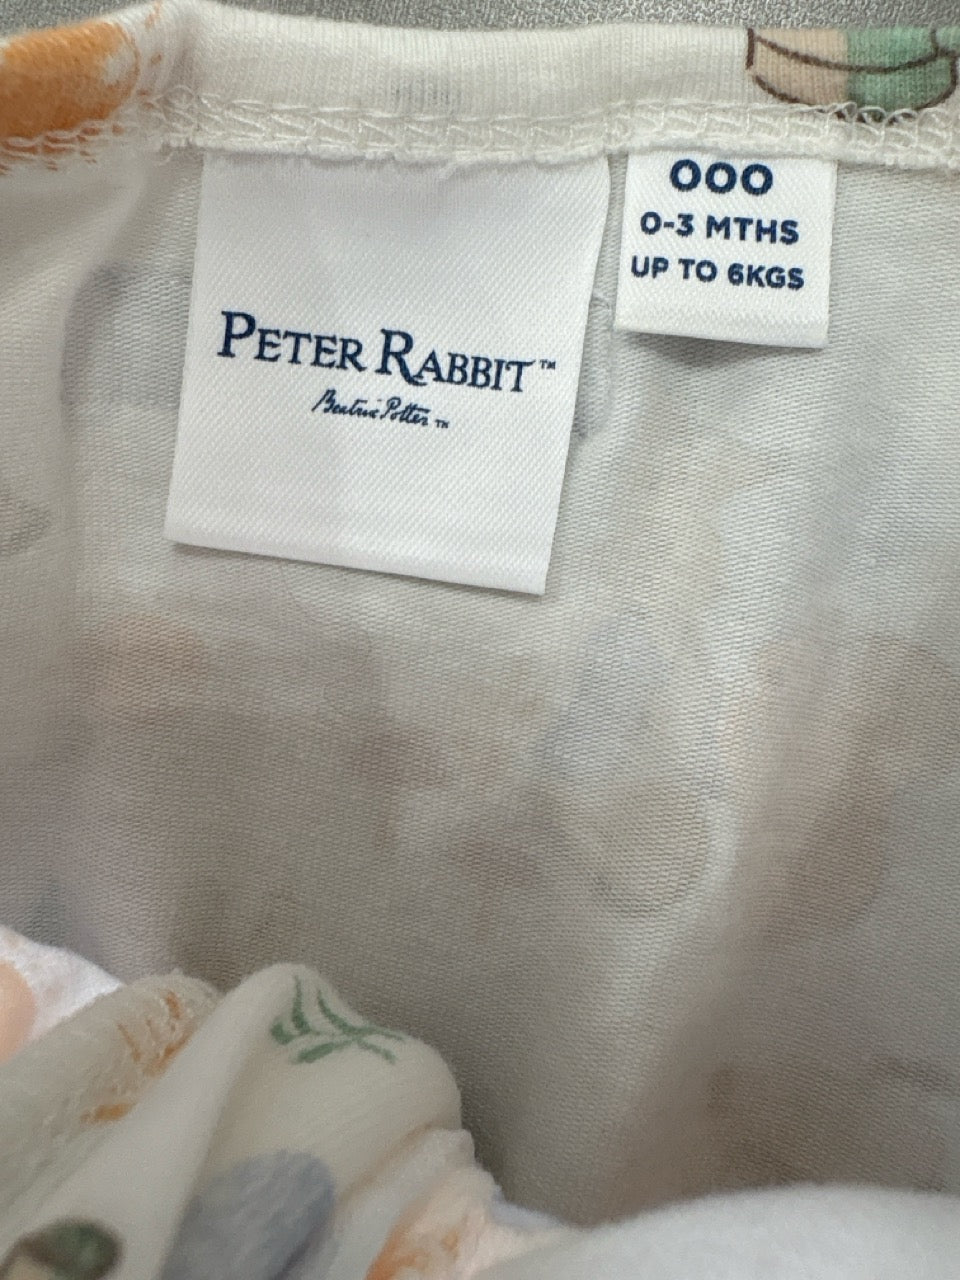 PETER RABBIT™
Beatrix Potter™
000
0-3 MTHS
UP TO 6KGS